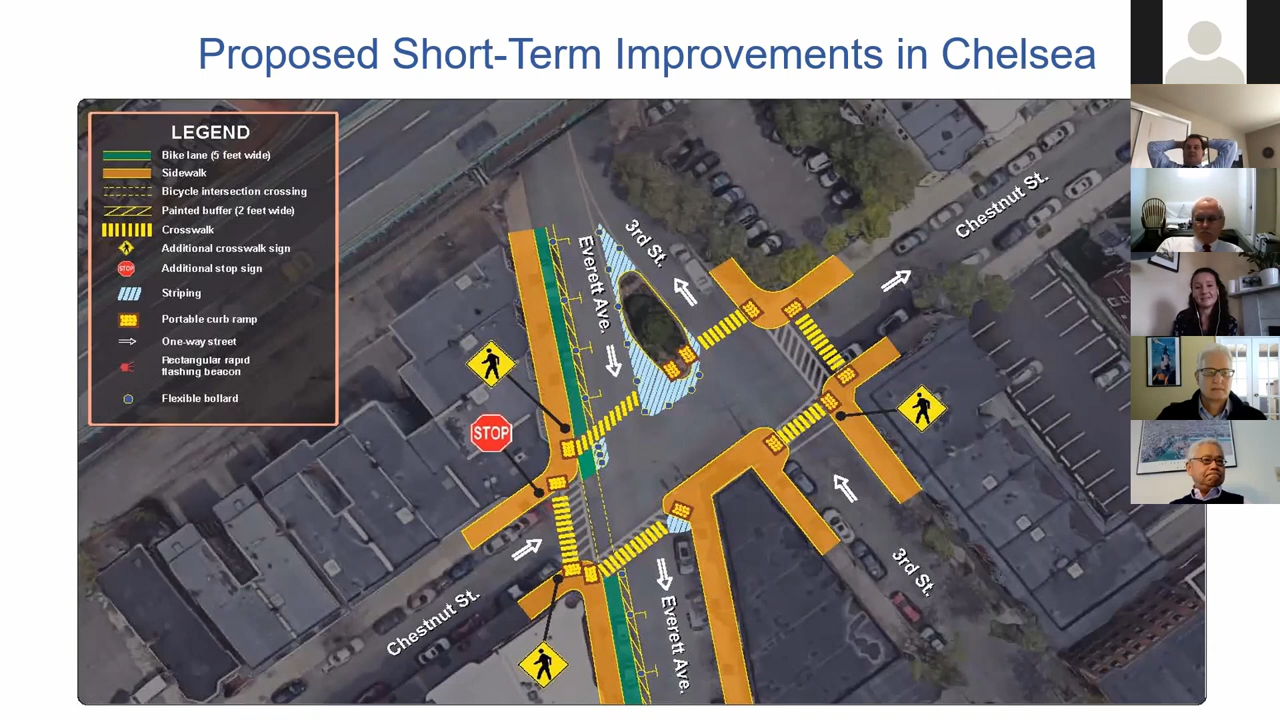 Proposed Short-Term Improvements in Chelsea
LEGEND
Bike lane (5 feet wide)
Sidewalk
Bicycle intersection crossing
Painted buffer (2 feet wide)
Crosswalk
Additional crosswalk sign
STOP
Additional stop sign
Striping
Portable curb ramp
One-way street
Rectangular rapid
flashing beacon
Flexible bollard
Chestnut St.
3rd St.
Everett Ave.
STOP
3rd St.
Chestnut St.
Everett Ave.